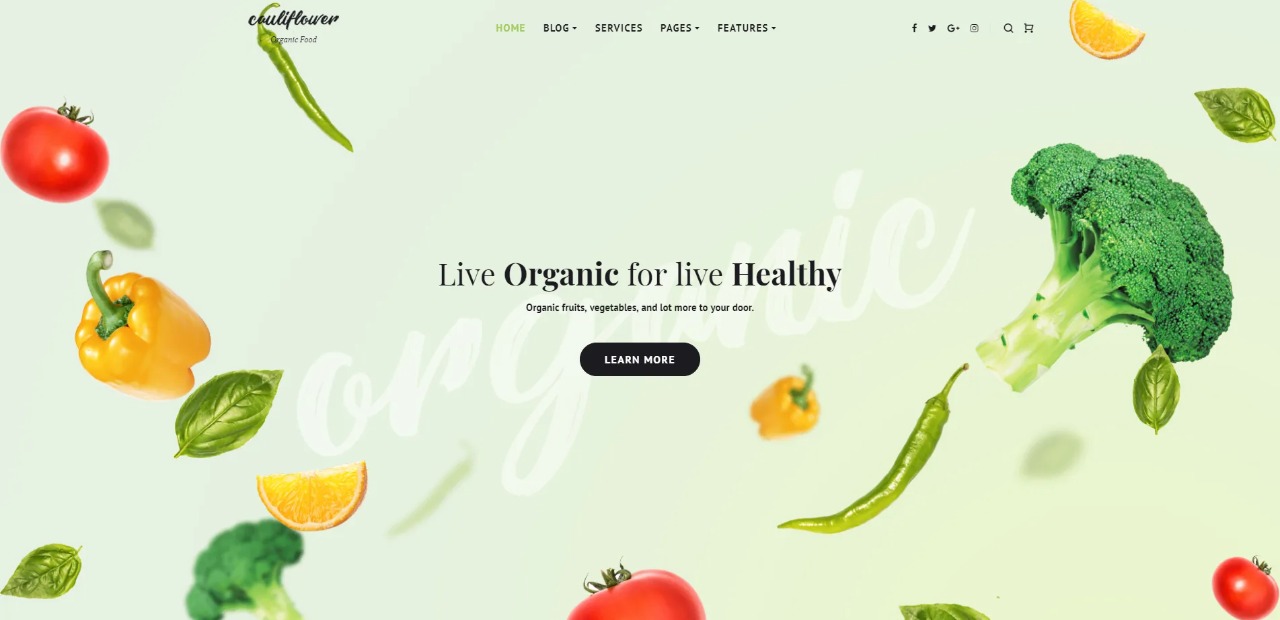 cauliflower
Organic Food
HOME BLOG SERVICES PAGES FEATURES
organic
Live Organic for live Healthy
Organic fruits, vegetables, and lot more to your door.
LEARN MORE